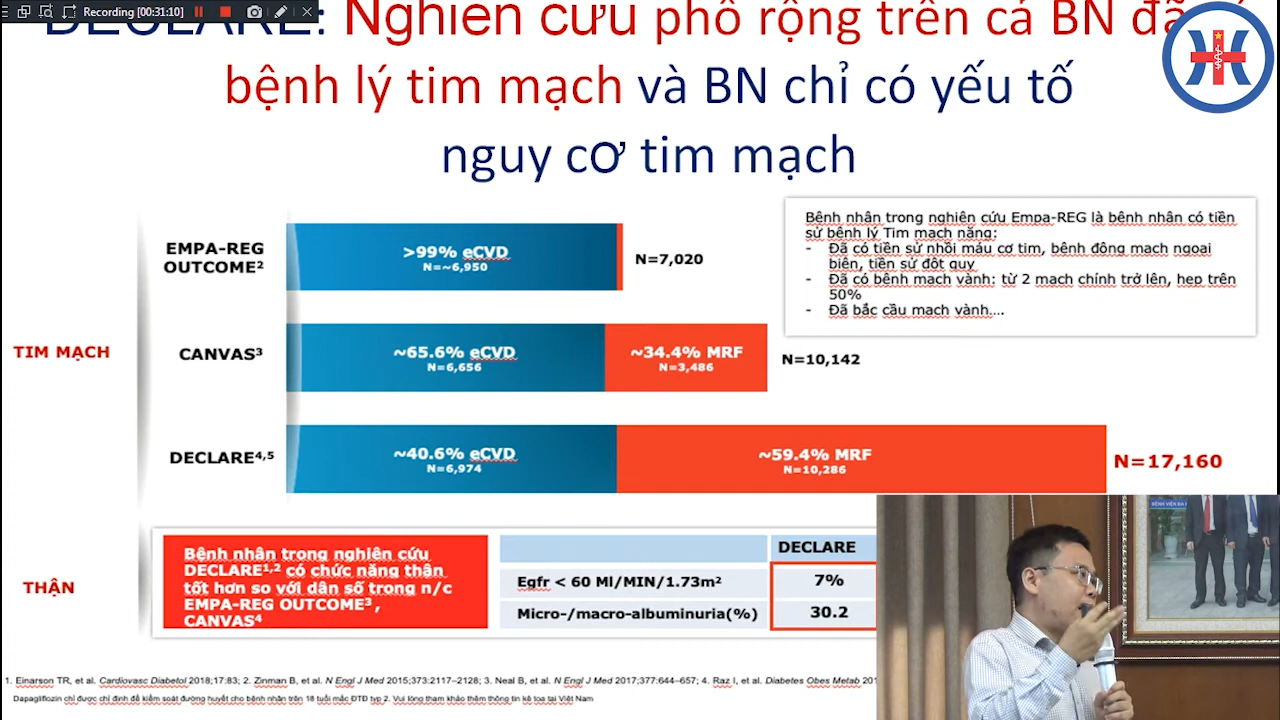 Recording [00:31:10]
DECLARE: Nghiên cứu phổ rộng trên cả BN đã
bệnh lý tim mạch và BN chỉ có yếu tố
nguy cơ tim mạch
Bệnh nhân trong nghiên cứu Empa-REG là bệnh nhân có tiền
sử bệnh lý Tim mạch nặng:
- Đã có tiền sử nhồi máu cơ tim, bệnh động mạch ngoại
biên, tiền sử đột quỵ
- Đã có bệnh mạch vành: từ 2 mạch chính trở lên, hẹp trên
50%
- Đã bắc cầu mạch vành....
EMPA-REG
OUTCOME²
>99% eCVD
N=~6,950
N=7,020
TIM MẠCH
CANVAS³
~65.6% eCVD
N=6,656
~34.4% MRF
N=3,486
N=10,142
DECLARE⁴,⁵
~40.6% eCVD
N=6,974
~59.4% MRF
N=10,286
N=17,160
THẬN
Bệnh nhân trong nghiên cứu
DECLARE¹,² có chức năng thận
tốt hơn so với dân số trong n/c
EMPA-REG OUTCOME³ ,
CANVAS⁴
DECLARE
Egfr < 60 Ml/MIN/1.73m² 7%
Micro-/macro-albuminuria(%) 30.2
BỆNH VIỆN ĐA
1. Einarson TR, et al. Cardiovasc Diabetol 2018;17:83; 2. Zinman B, et al. N Engl J Med 2015;373:2117–2128; 3. Neal B, et al. N Engl J Med 2017;377:644–657; 4. Raz I, et al. Diabetes Obes Metab 201
Dapagliflozin chỉ được chỉ định để kiểm soát đường huyết cho bệnh nhân trên 18 tuổi mắc ĐTĐ typ 2. Vui lòng tham khảo thêm thông tin kê toa tại Việt Nam